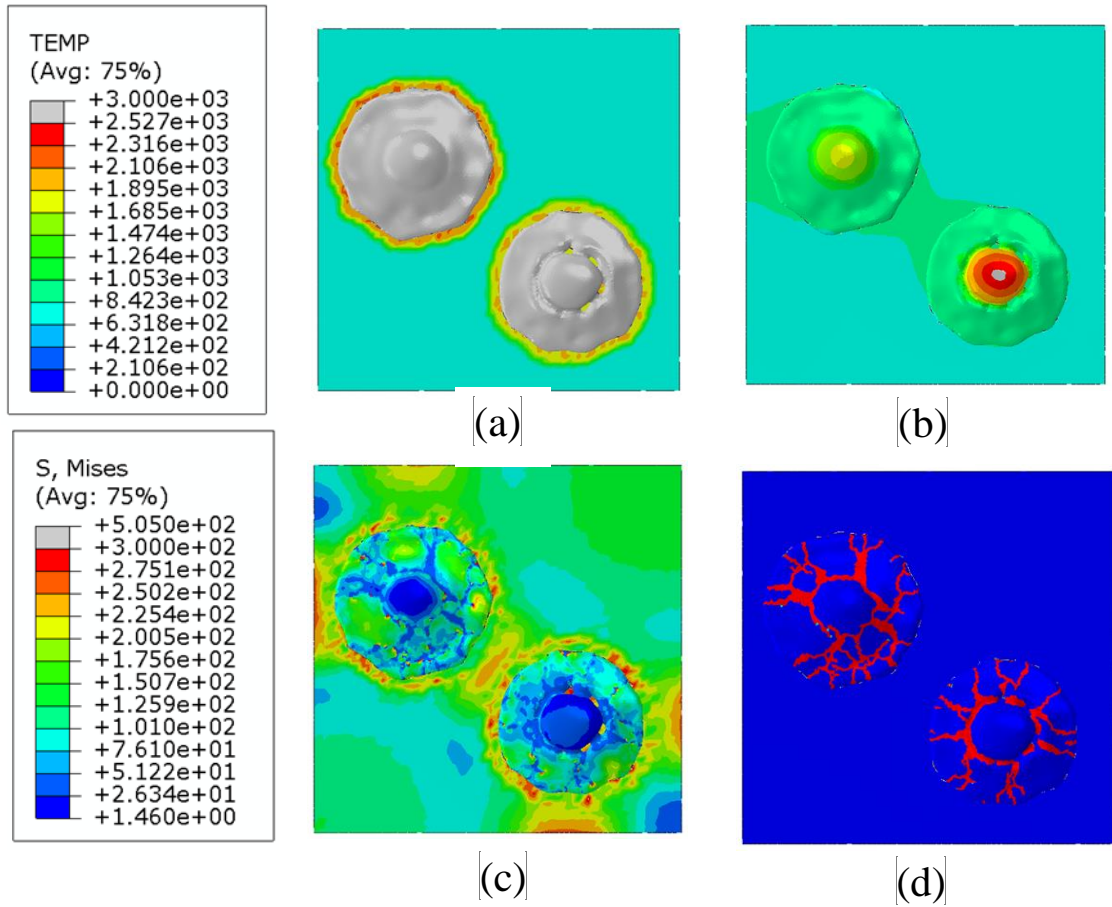 TEMP
(Avg: 75%)
+3.000e+03
+2.527e+03
+2.316e+03
+2.106e+03
+1.895e+03
+1.685e+03
+1.474e+03
+1.264e+03
+1.053e+03
+8.423e+02
+6.318e+02
+4.212e+02
+2.106e+02
+0.000e+00
(a)
(b)
S, Mises
(Avg: 75%)
+5.050e+02
+3.000e+02
+2.751e+02
+2.502e+02
+2.254e+02
+2.005e+02
+1.756e+02
+1.507e+02
+1.259e+02
+1.010e+02
+7.610e+01
+5.122e+01
+2.634e+01
+1.460e+00
(c)
(d)